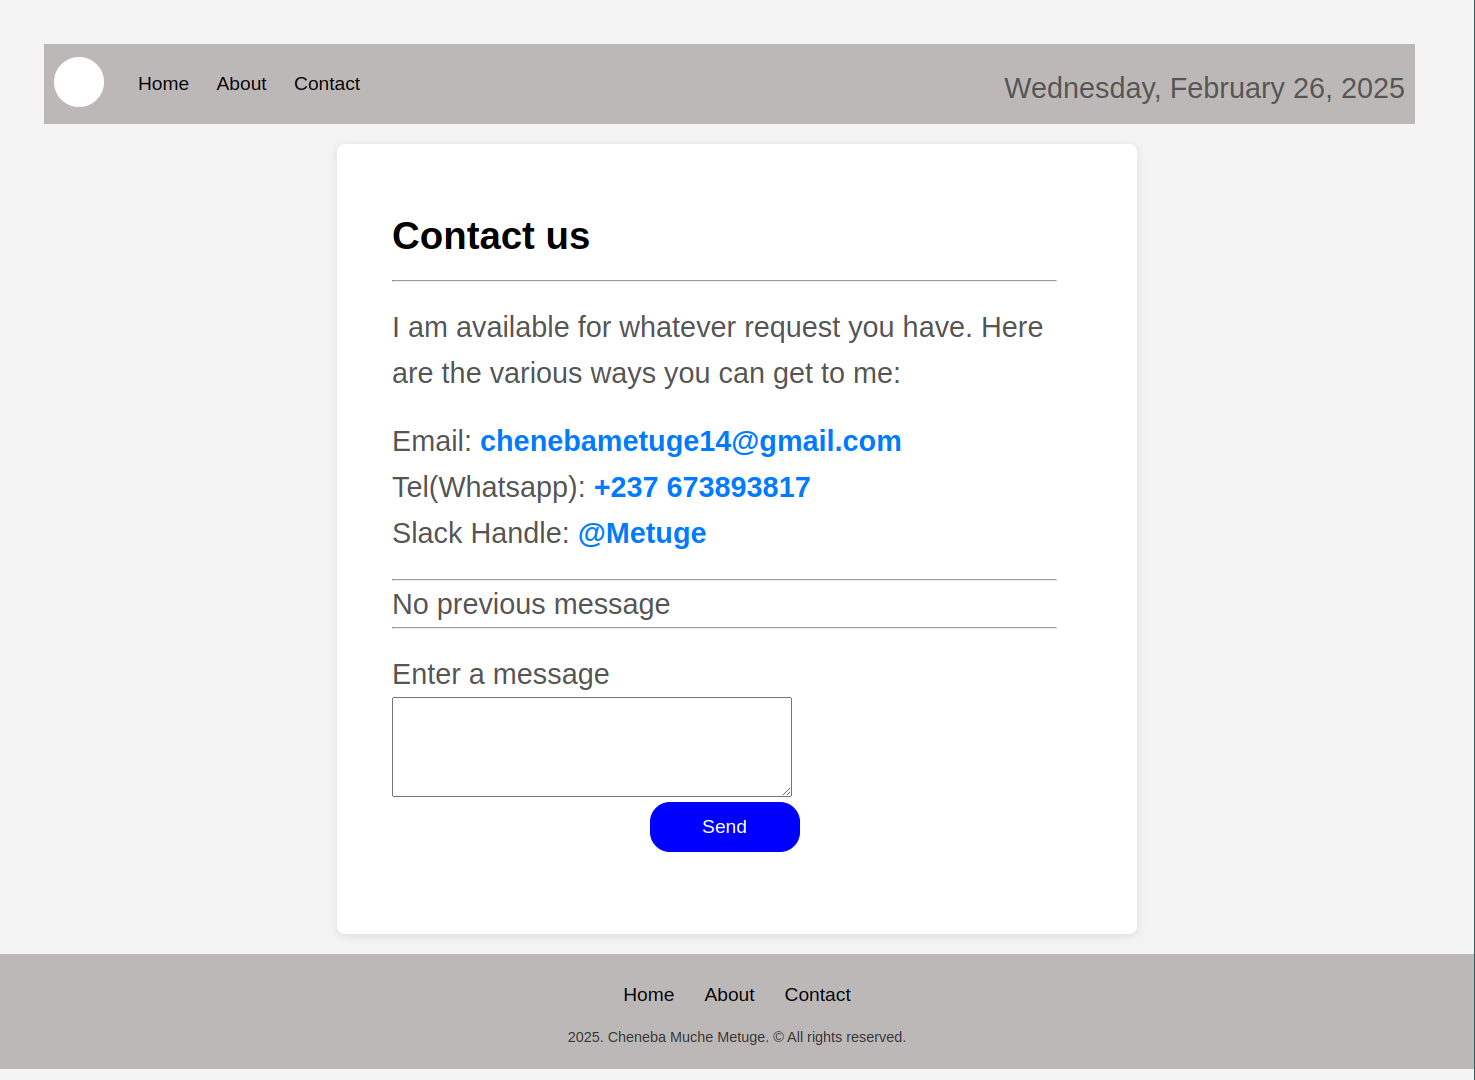 Home About Contact
Wednesday, February 26, 2025
Contact us
I am available for whatever request you have. Here
are the various ways you can get to me:
Email: chenebametuge14@gmail.com
Tel(Whatsapp): +237 673893817
Slack Handle: @Metuge
No previous message
Enter a message
Send
Home About Contact
2025. Cheneba Muche Metuge. © All rights reserved.